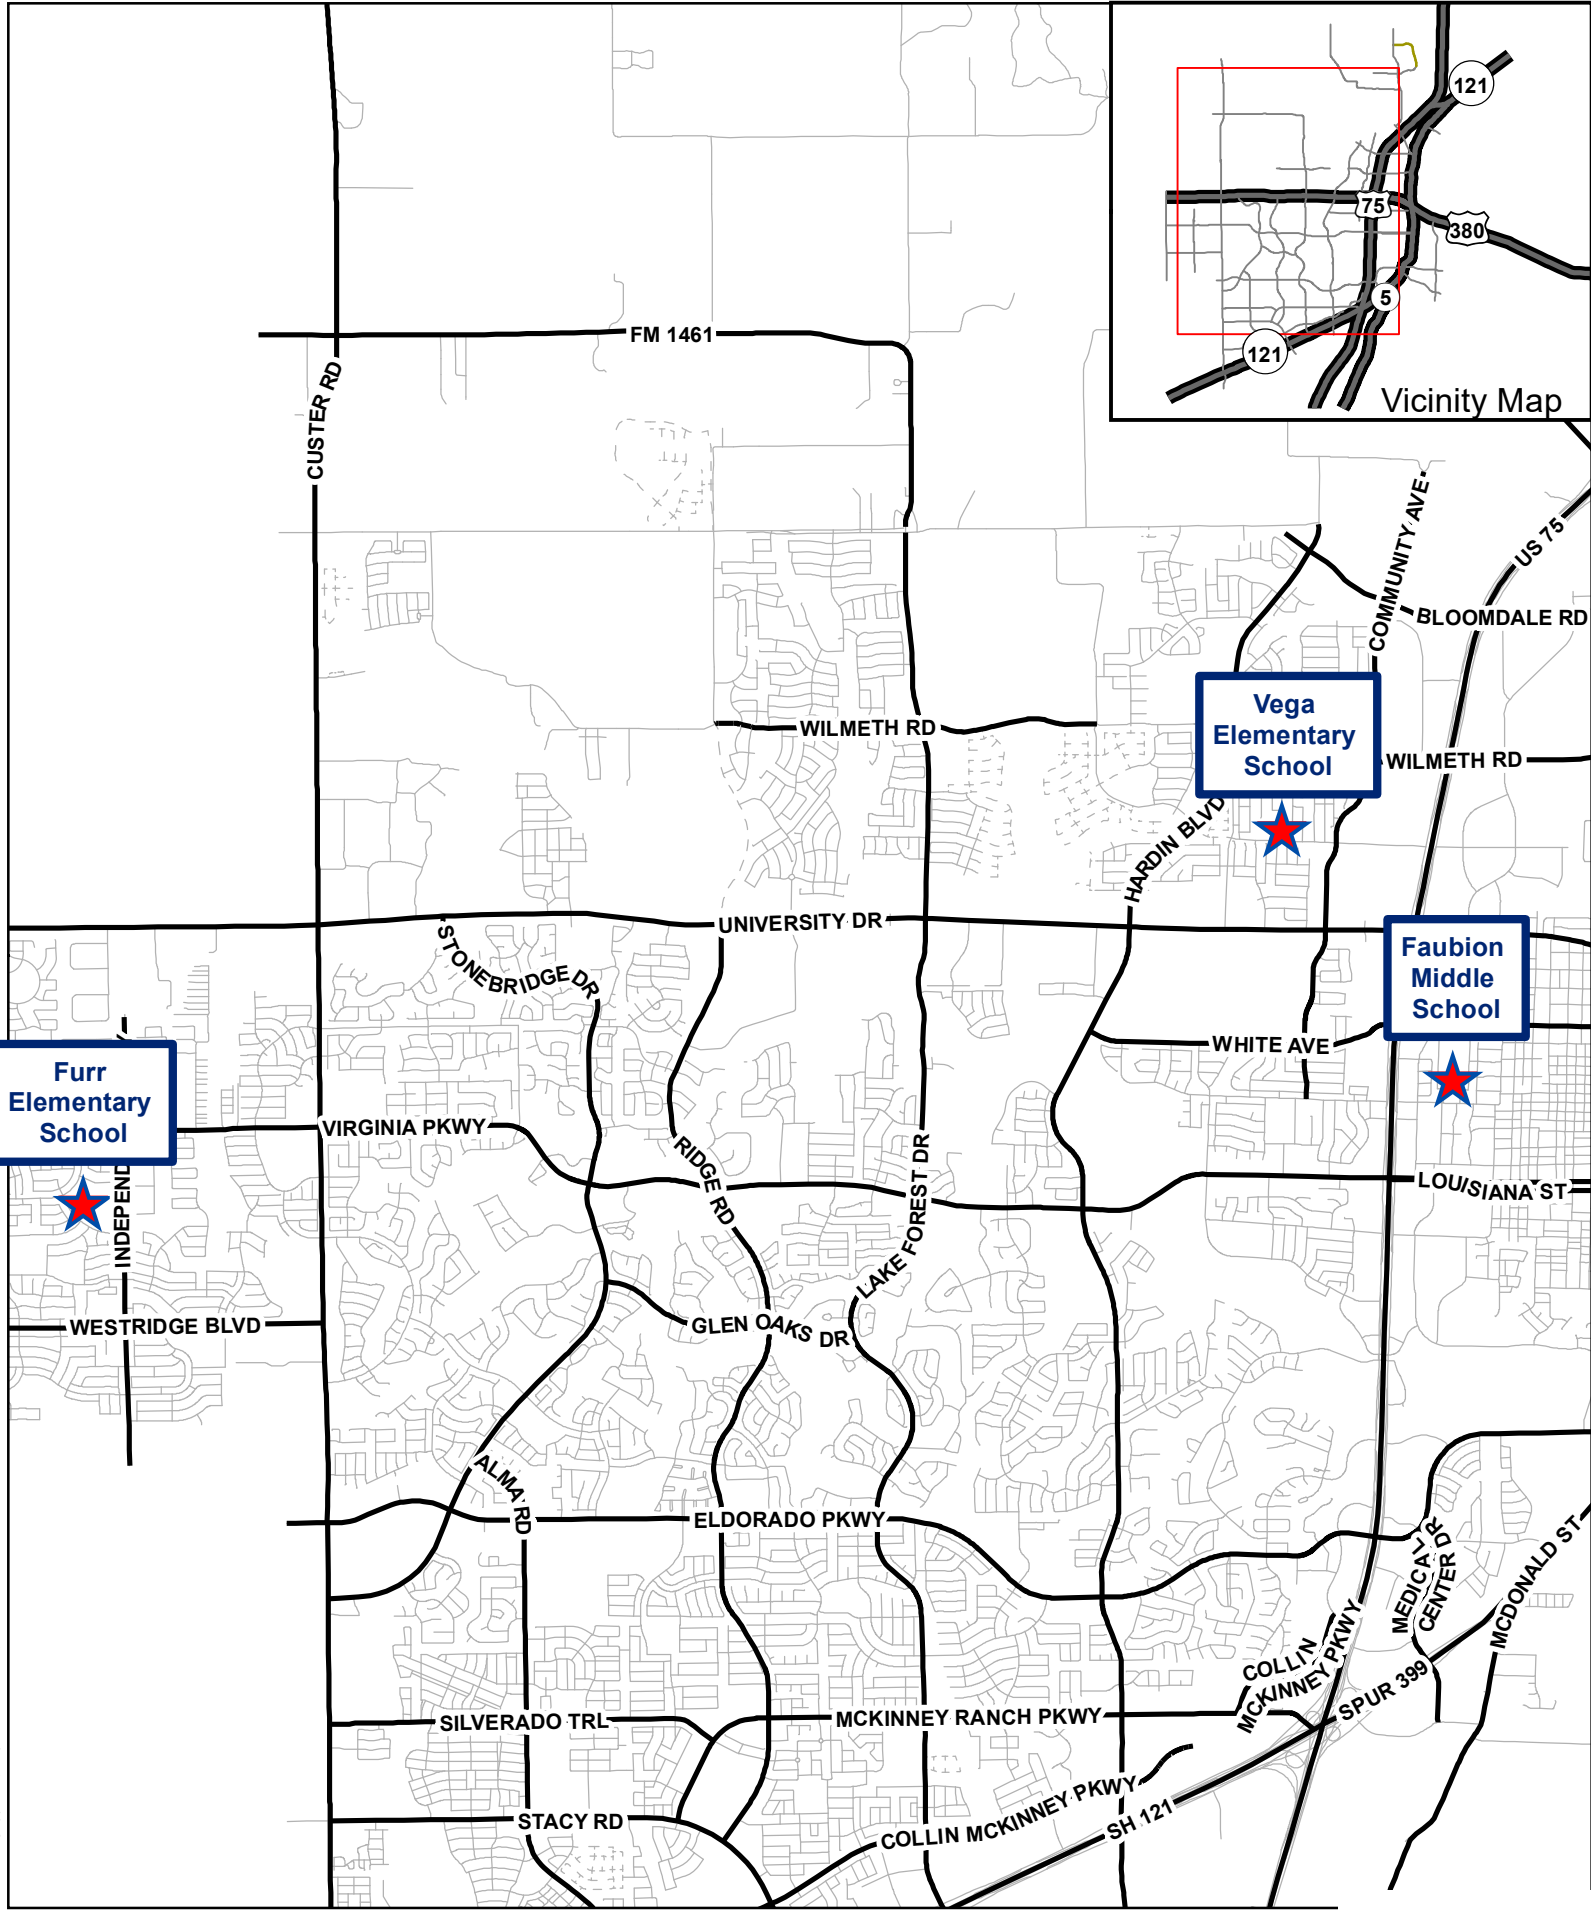 121
75
380
5
121
Vicinity Map
FM 1461
CUSTER RD
COMMUNITY AVE
US 75
BLOOMDALE RD
Vega
Elementary
School
WILMETH RD
WILMETH RD
HARDIN BLVD
UNIVERSITY DR
STONEBRIDGE DR
Faubion
Middle
School
WHITE AVE
Furr
Elementary
School
VIRGINIA PKWY
RIDGE RD
LAKE FOREST DR
LOUISIANA ST
INDEPEND
WESTRIDGE BLVD
GLEN OAKS DR
ALMA RD
ELDORADO PKWY
MEDICAL
CENTER DR
MCDONALD ST
COLLIN
MCKINNEY PKWY
SPUR 399
SILVERADO TRL
MCKINNEY RANCH PKWY
STACY RD
COLLIN MCKINNEY PKWY
SH 121